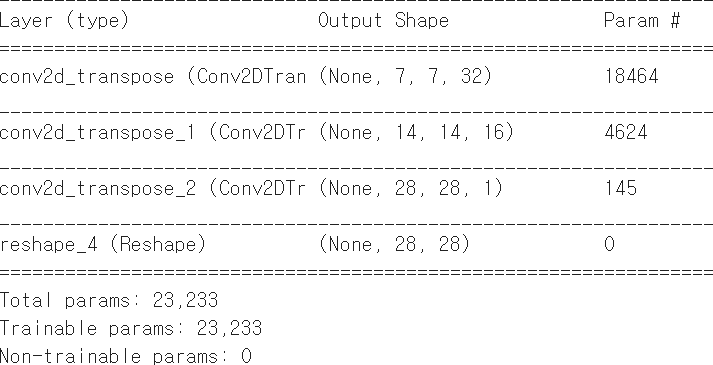 Layer (type) Output Shape Param #
=================================================================
conv2d_transpose (Conv2DTran (None, 7, 7, 32) 18464
_________________________________________________________________
conv2d_transpose_1 (Conv2DTr (None, 14, 14, 16) 4624
_________________________________________________________________
conv2d_transpose_2 (Conv2DTr (None, 28, 28, 1) 145
_________________________________________________________________
reshape_4 (Reshape) (None, 28, 28) 0
=================================================================
Total params: 23,233
Trainable params: 23,233
Non-trainable params: 0